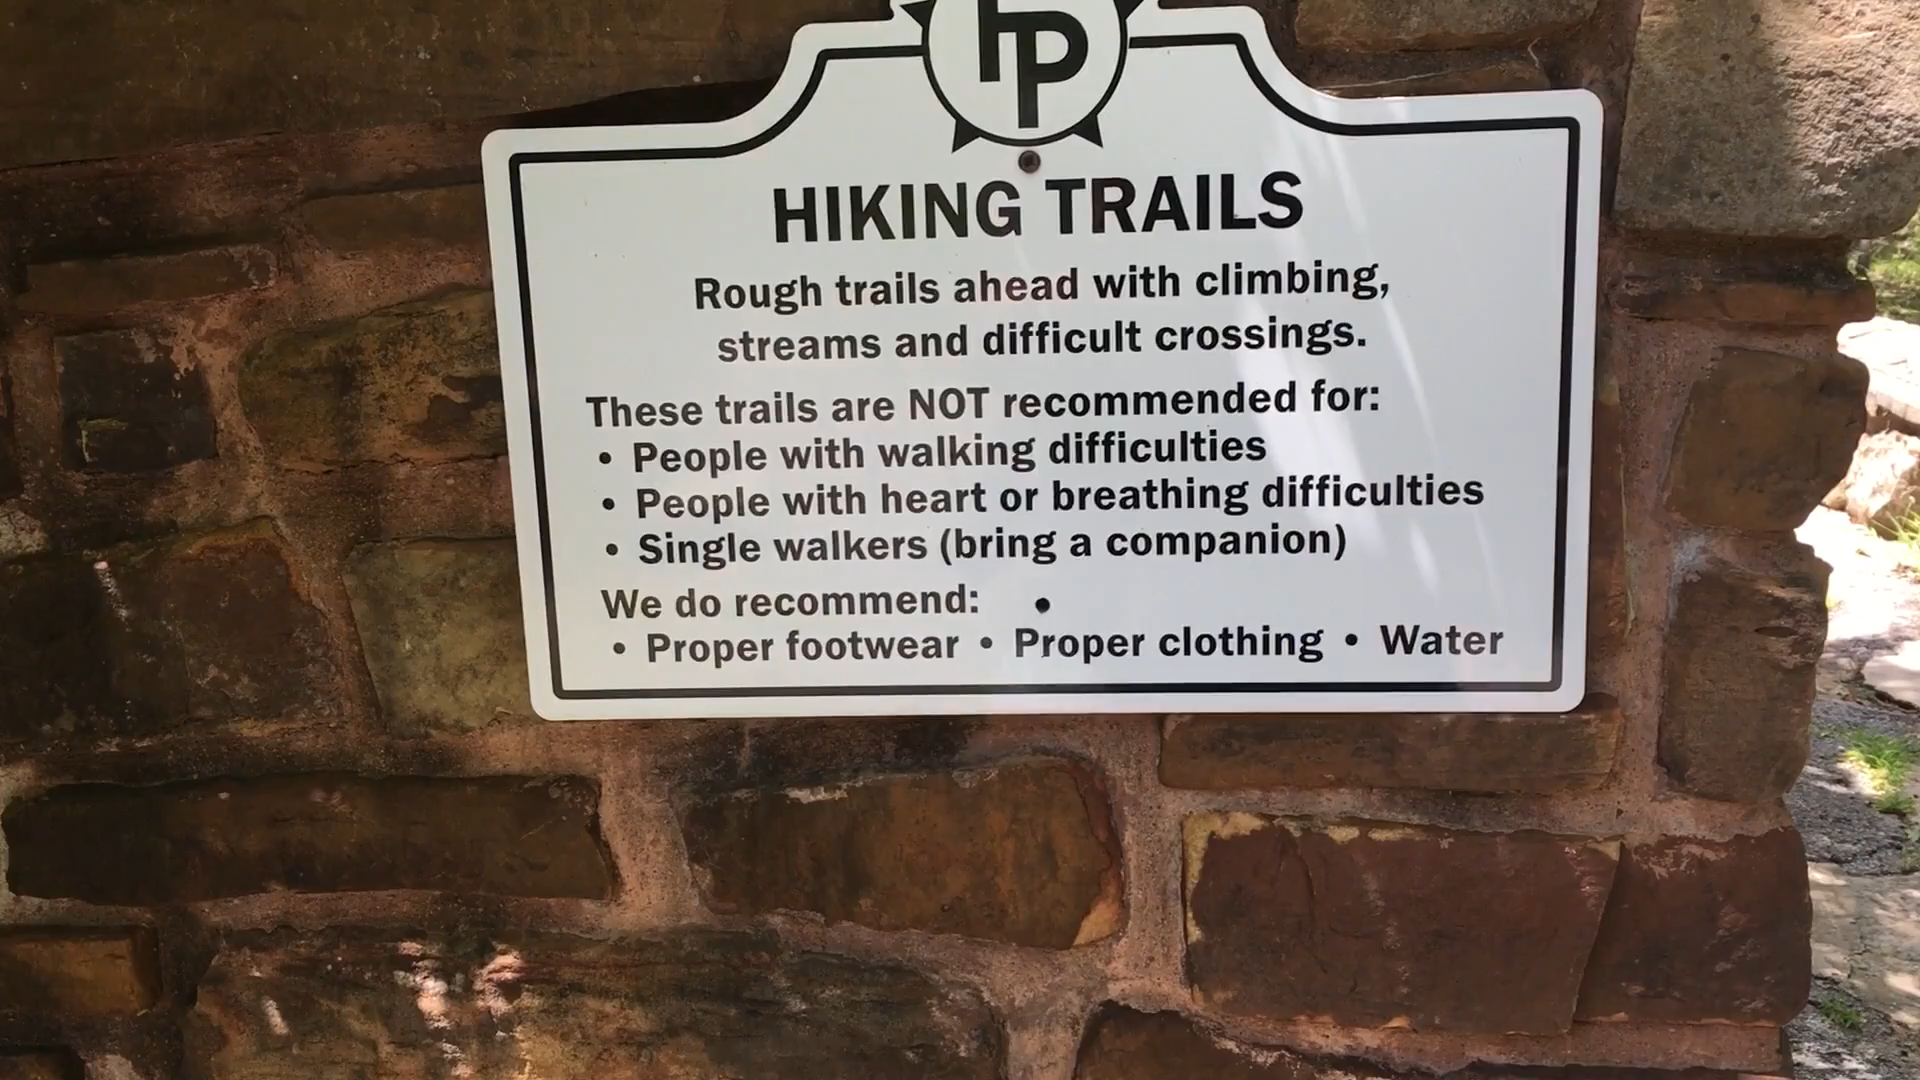 HP
HIKING TRAILS
Rough trails ahead with climbing,
streams and difficult crossings.
These trails are NOT recommended for:
• People with walking difficulties
• People with heart or breathing difficulties
• Single walkers (bring a companion)
We do recommend:
• Proper footwear • Proper clothing • Water